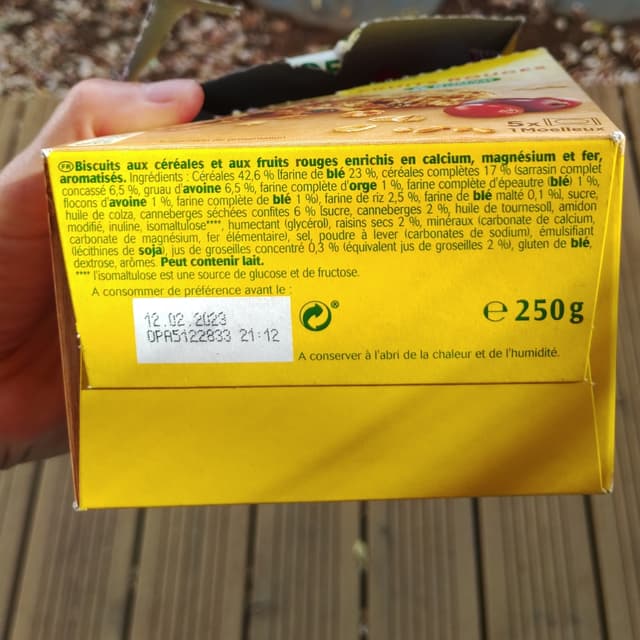 ROUGES
5x
1 Moelleux
FR Biscuits aux céréales et aux fruits rouges enrichis en calcium, magnésium et fer,
aromatisés. Ingrédients : Céréales 42,6 % (farine de blé 23 %, céréales complètes 17 % (sarrasin complet
concassé 6,5 %, gruau d'avoine 6,5 %, farine complète d'orge 1 %, farine complète d'épeautre (blé) 1 %,
flocons d'avoine 1 %, farine complète de blé 1 %), farine de riz 2,5 %, farine de blé malté 0,1 %), sucre,
huile de colza, canneberges séchées confites 6 % (sucre, canneberges 2 %, huile de tournesol), amidon
modifié, inuline, isomaltulose****, humectant (glycérol), raisins secs 2 %, minéraux (carbonate de calcium,
carbonate de magnésium, fer élémentaire), sel, poudre à lever (carbonates de sodium), émulsifiant
(lécithines de soja), jus de groseilles concentré 0,3 % (équivalent jus de groseilles 2 %), gluten de blé,
dextrose, arômes. Peut contenir lait.
**** l'isomaltulose est une source de glucose et de fructose.
A consommer de préférence avant le :
12.02.2023
OPA5122833 21:12
℮ 250 g
A conserver à l'abri de la chaleur et de l'humidité.